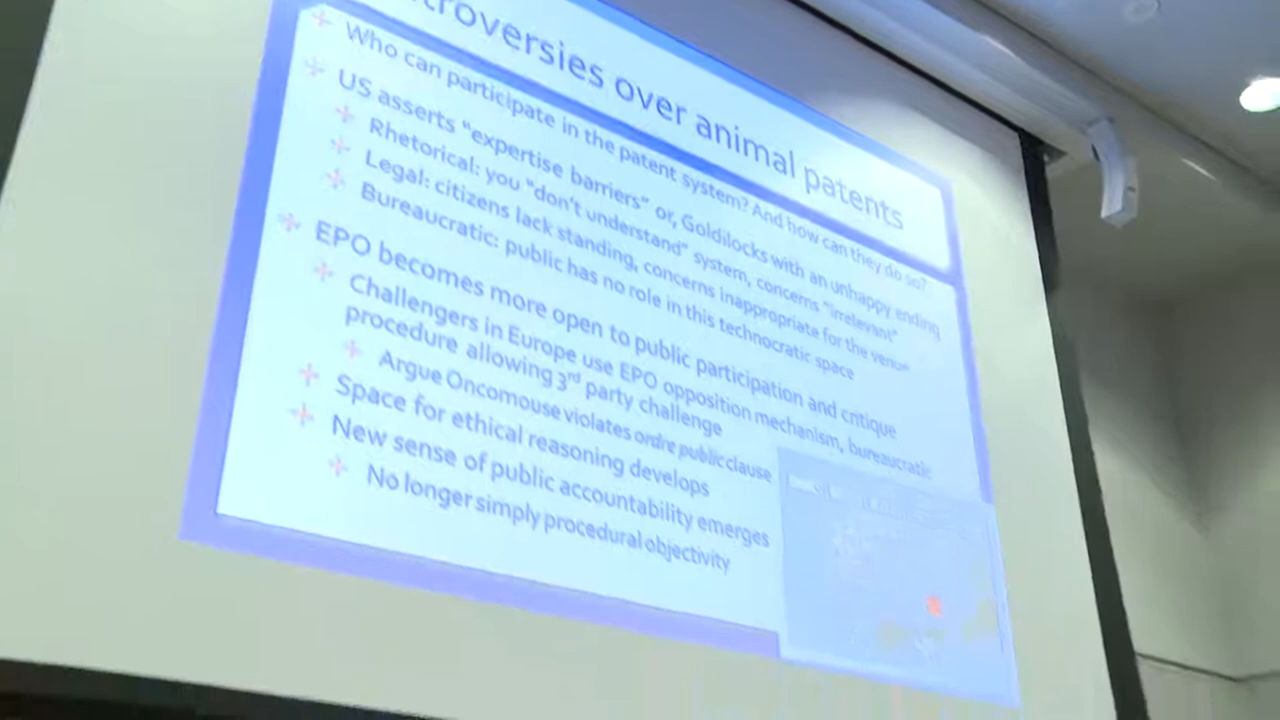 troversies over animal patents
Who can participate in the patent system? And how can they do so?
US asserts "expertise barriers" or, Goldilocks with an unhappy ending
Rhetorical: you "don't understand" system, concerns "irrelevant"
Legal: citizens lack standing, concerns inappropriate for the venue
Bureaucratic: public has no role in this technocratic space
EPO becomes more open to public participation and critique
Challengers in Europe use EPO opposition mechanism, bureaucratic
procedure allowing 3rd party challenge
Argue Oncomouse violates ordre public clause
Space for ethical reasoning develops
New sense of public accountability emerges
No longer simply procedural objectivity